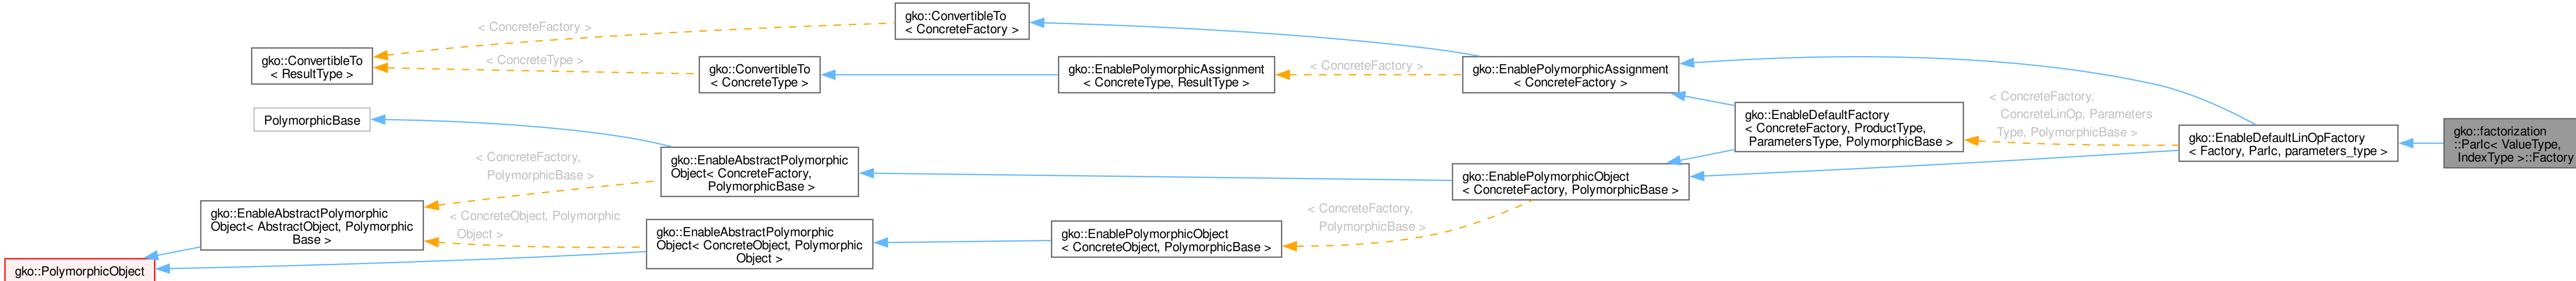 gko::ConvertibleTo
< ConcreteFactory >
< ConcreteFactory >
gko::ConvertibleTo
< ResultType >
< ConcreteType >
gko::ConvertibleTo
< ConcreteType >
gko::EnablePolymorphicAssignment
< ConcreteType, ResultType >
< ConcreteFactory >
gko::EnablePolymorphicAssignment
< ConcreteFactory >
PolymorphicBase
gko::EnableDefaultFactory
< ConcreteFactory, ProductType,
ParametersType, PolymorphicBase >
< ConcreteFactory,
ConcreteLinOp, Parameters
Type, PolymorphicBase >
gko::EnableDefaultLinOpFactory
< Factory, ParIc, parameters_type >
gko::factorization
::ParIc< ValueType,
IndexType >::Factory
< ConcreteFactory,
PolymorphicBase >
gko::EnableAbstractPolymorphic
Object< ConcreteFactory,
PolymorphicBase >
gko::EnablePolymorphicObject
< ConcreteFactory, PolymorphicBase >
gko::EnableAbstractPolymorphic
Object< AbstractObject, Polymorphic
Base >
< ConcreteObject, Polymorphic
Object >
gko::EnableAbstractPolymorphic
Object< ConcreteObject, Polymorphic
Object >
gko::EnablePolymorphicObject
< ConcreteObject, PolymorphicBase >
< ConcreteFactory,
PolymorphicBase >
gko::PolymorphicObject